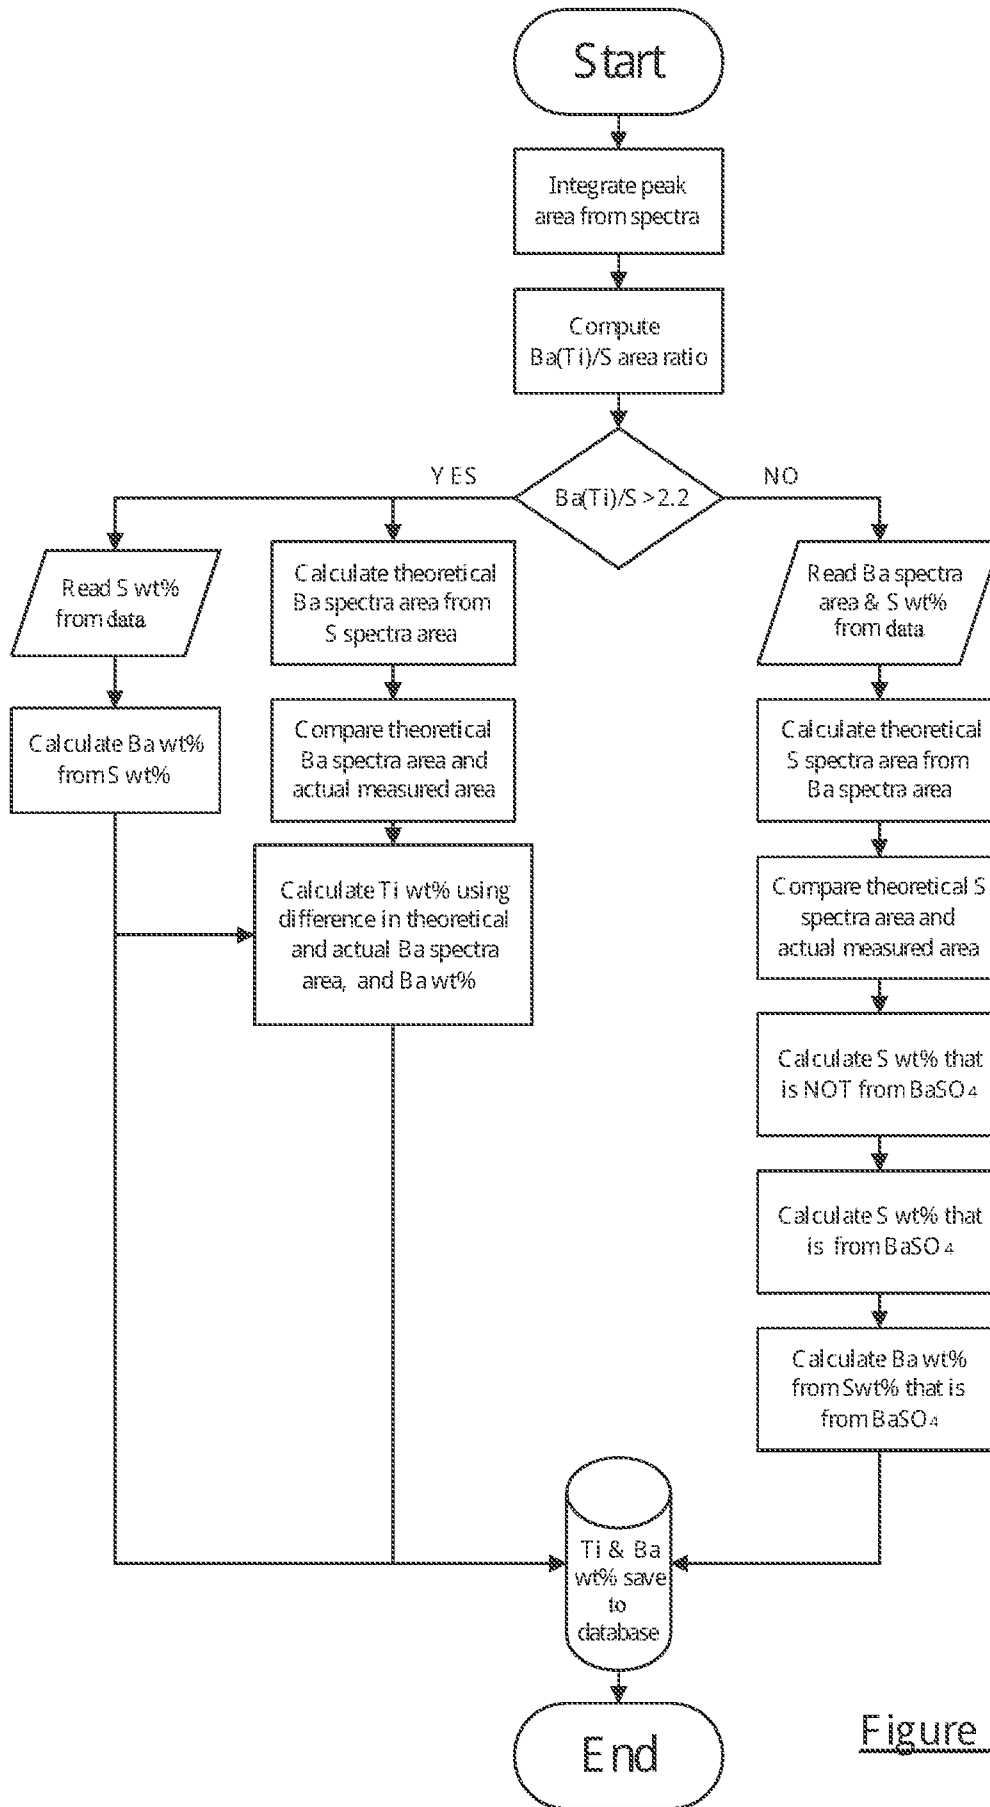 Start
Integrate peak
area from spectra
Compute
Ba(Ti)/S area ratio
YES
Ba(Ti)/S >2.2
NO
Read S wt%
from data
Calculate Ba wt%
from S wt%
Calculate theoretical
Ba spectra area from
S spectra area
Compare theoretical
Ba spectra area and
actual measured area
Calculate Ti wt% using
difference in theoretical
and actual Ba spectra
area, and Ba wt%
Read Ba spectra
area & S wt%
from data
Calculate theoretical
S spectra area from
Ba spectra area
Compare theoretical S
spectra area and
actual measured area
Calculate S wt% that
is NOT from BaSO4
Calculate S wt% that
is from BaSO4
Calculate Ba wt%
from Swt% that is
from BaSO4
Ti & Ba
wt% save
to
database
End
Figure